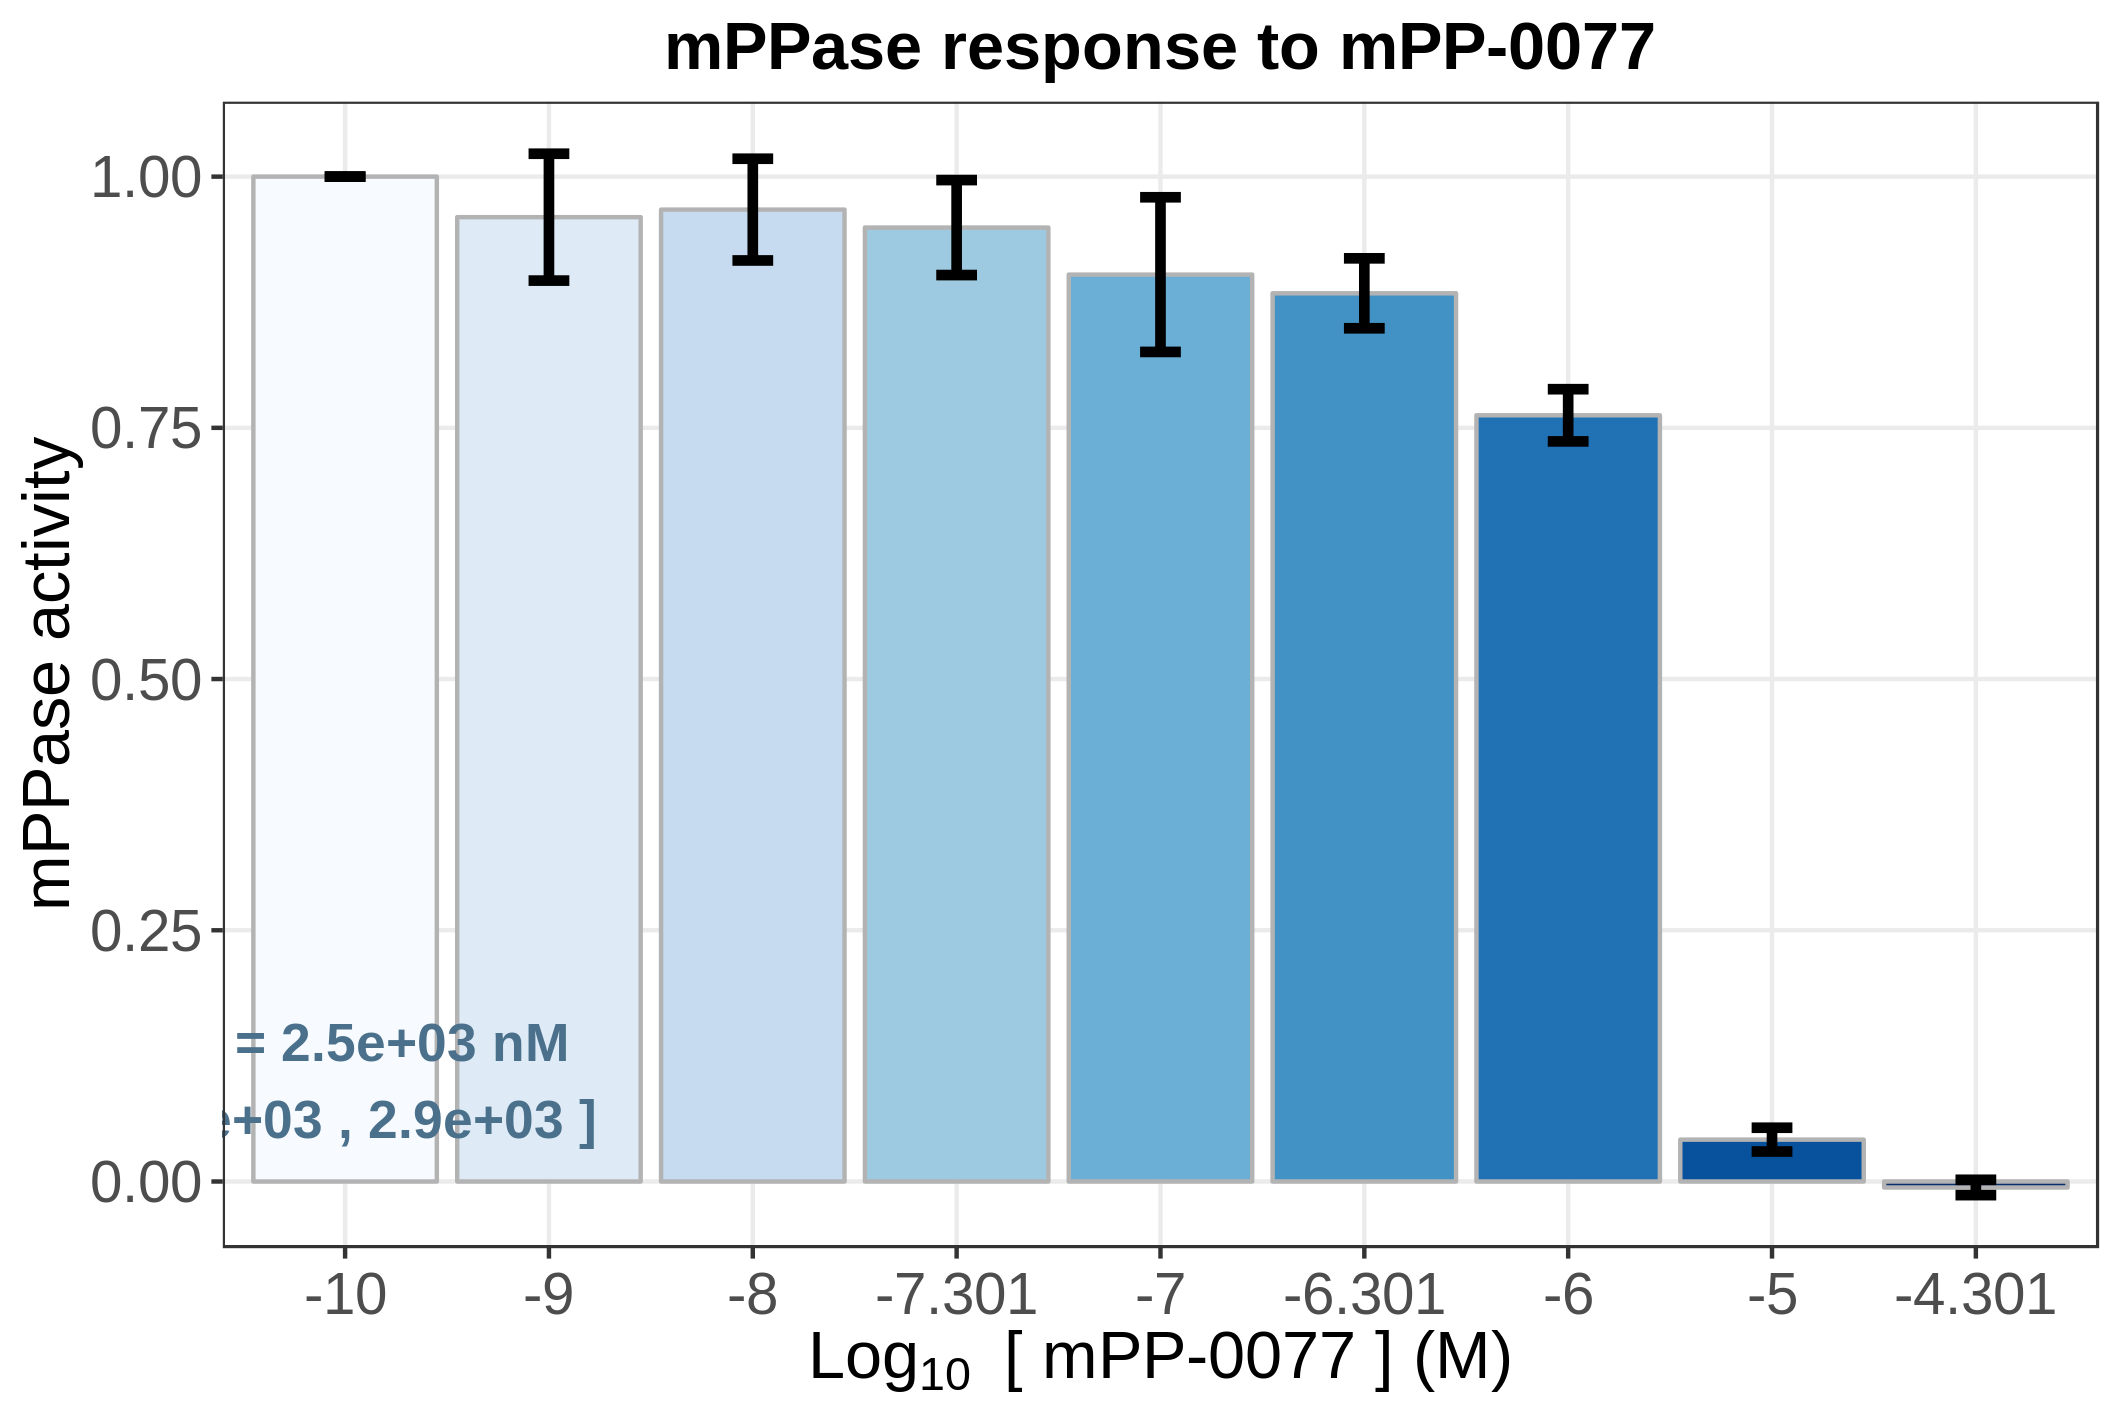 mPPase response to mPP-0077
mPPase activity
1.00
0.75
0.50
0.25
0.00
= 2.5e+03 nM
+03 , 2.9e+03 ]
-10 -9 -8 -7.301 -7 -6.301 -6 -5 -4.301
Log₁₀ [ mPP-0077 ] (M)